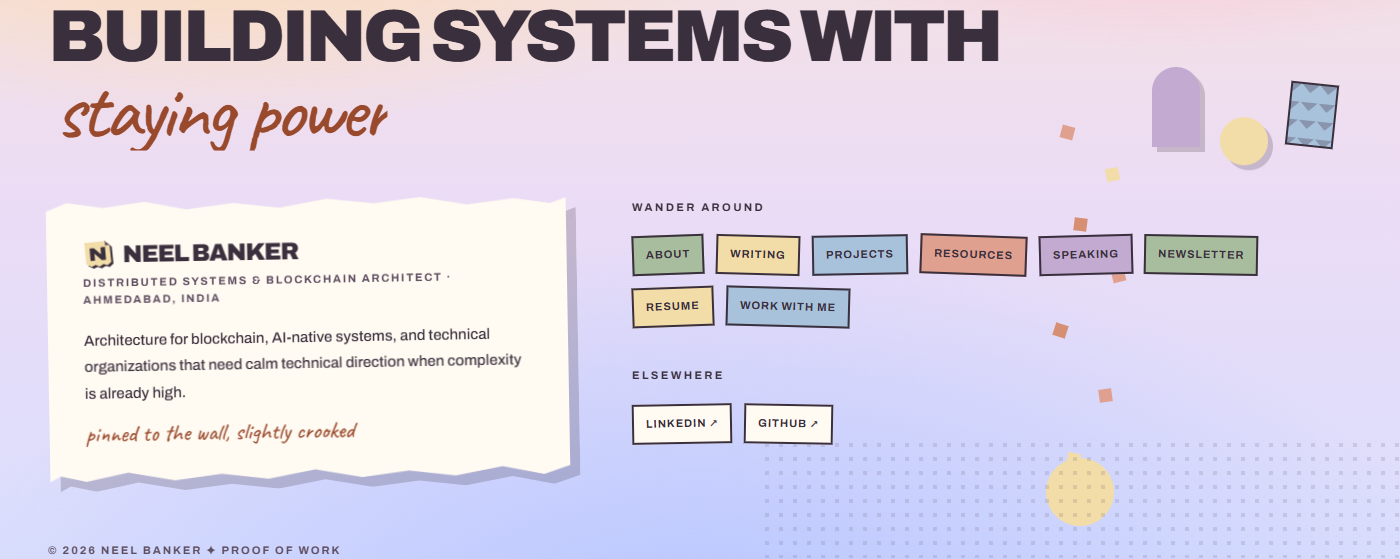 BUILDING SYSTEMS WITH
staying power
N NEEL BANKER
DISTRIBUTED SYSTEMS & BLOCKCHAIN ARCHITECT ·
AHMEDABAD, INDIA
Architecture for blockchain, AI-native systems, and technical
organizations that need calm technical direction when complexity
is already high.
pinned to the wall, slightly crooked
WANDER AROUND
ABOUT WRITING PROJECTS RESOURCES SPEAKING NEWSLETTER
RESUME WORK WITH ME
ELSEWHERE
LINKEDIN ↗ GITHUB ↗
© 2026 NEEL BANKER ✦ PROOF OF WORK